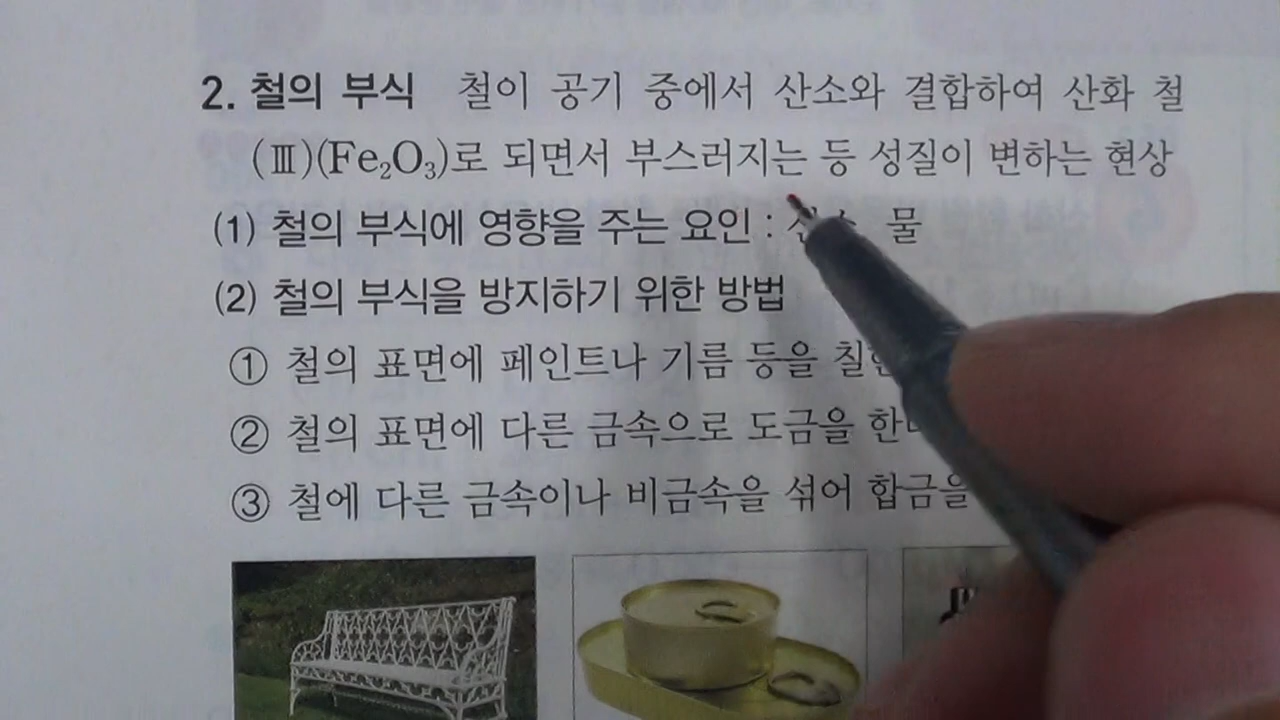 2. 철의 부식 철이 공기 중에서 산소와 결합하여 산화 철
(Ⅲ)(Fe₂O₃)로 되면서 부스러지는 등 성질이 변하는 현상
(1) 철의 부식에 영향을 주는 요인 : 물
(2) 철의 부식을 방지하기 위한 방법
① 철의 표면에 페인트나 기름 등을
② 철의 표면에 다른 금속으로 도금을
③ 철에 다른 금속이나 비금속을 섞어 합금을